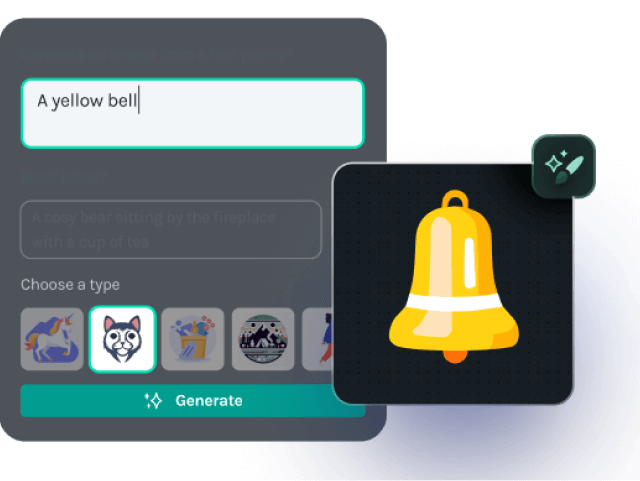 A yellow bell
A cosy bear sitting by the fireplace
with a cup of tea
Choose a type
Generate